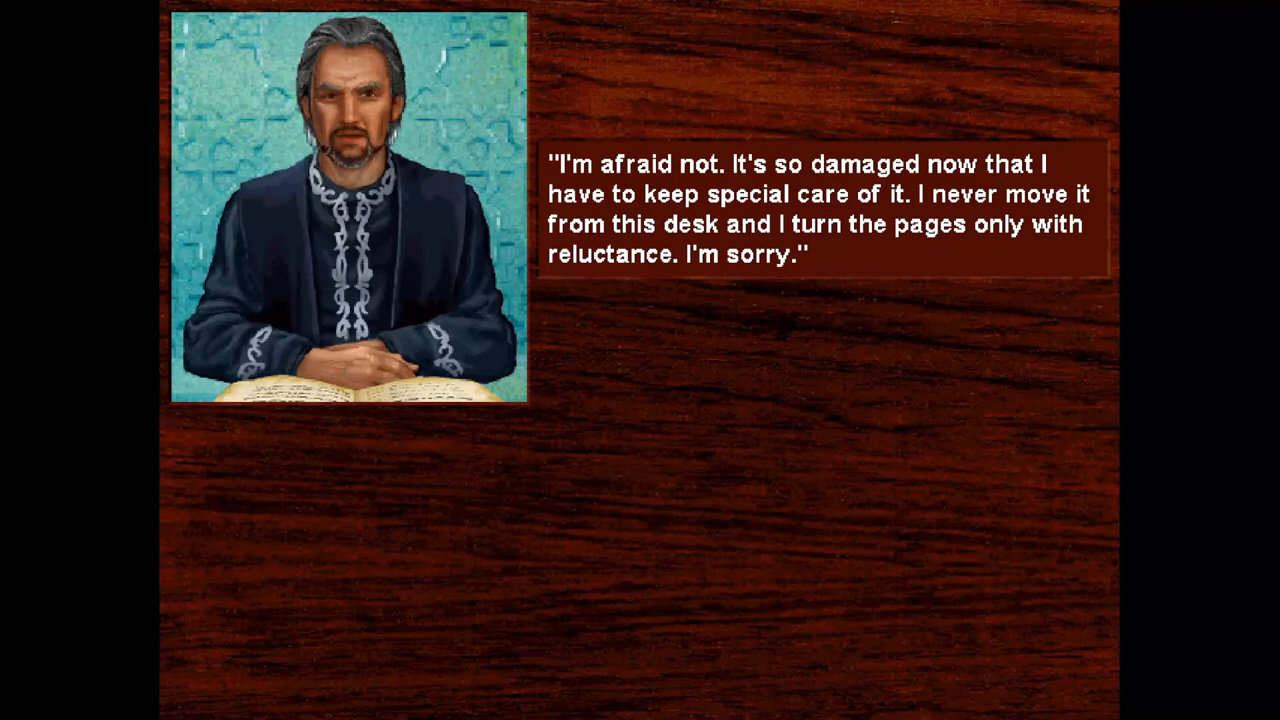 "I'm afraid not. It's so damaged now that I
have to keep special care of it. I never move it
from this desk and I turn the pages only with
reluctance. I'm sorry."